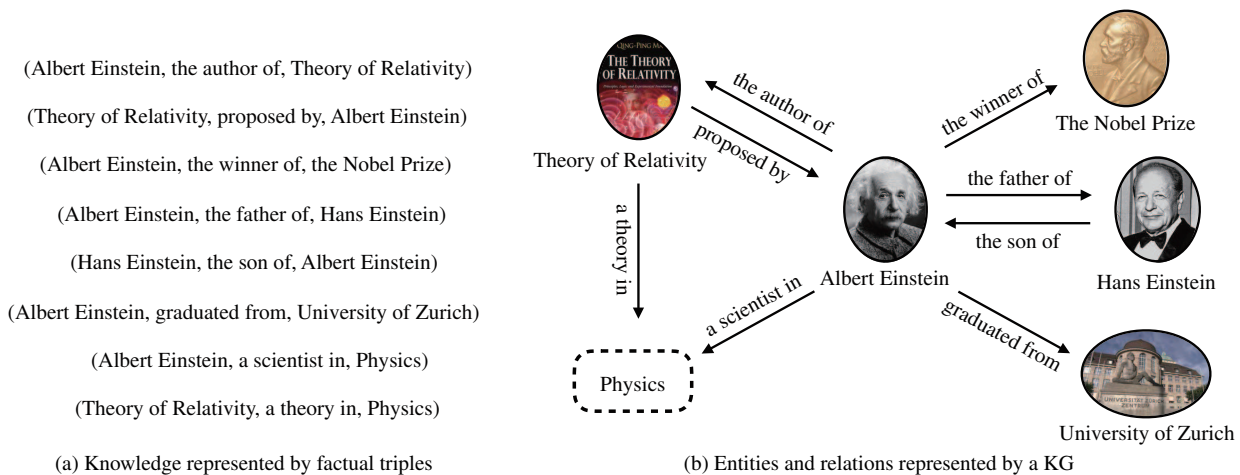 (Albert Einstein, the author of, Theory of Relativity)
(Theory of Relativity, proposed by, Albert Einstein)
(Albert Einstein, the winner of, the Nobel Prize)
(Albert Einstein, the father of, Hans Einstein)
(Hans Einstein, the son of, Albert Einstein)
(Albert Einstein, graduated from, University of Zurich)
(Albert Einstein, a scientist in, Physics)
(Theory of Relativity, a theory in, Physics)
(a) Knowledge represented by factual triples
THE THEORY
OF RELATIVITY
Theory of Relativity
the author of
proposed by
the winner of
The Nobel Prize
Albert Einstein
the father of
the son of
Hans Einstein
a theory in
a scientist in
graduated from
Physics
UNIVERSITÄT ZÜRICH
ZENTRUM
University of Zurich
(b) Entities and relations represented by a KG